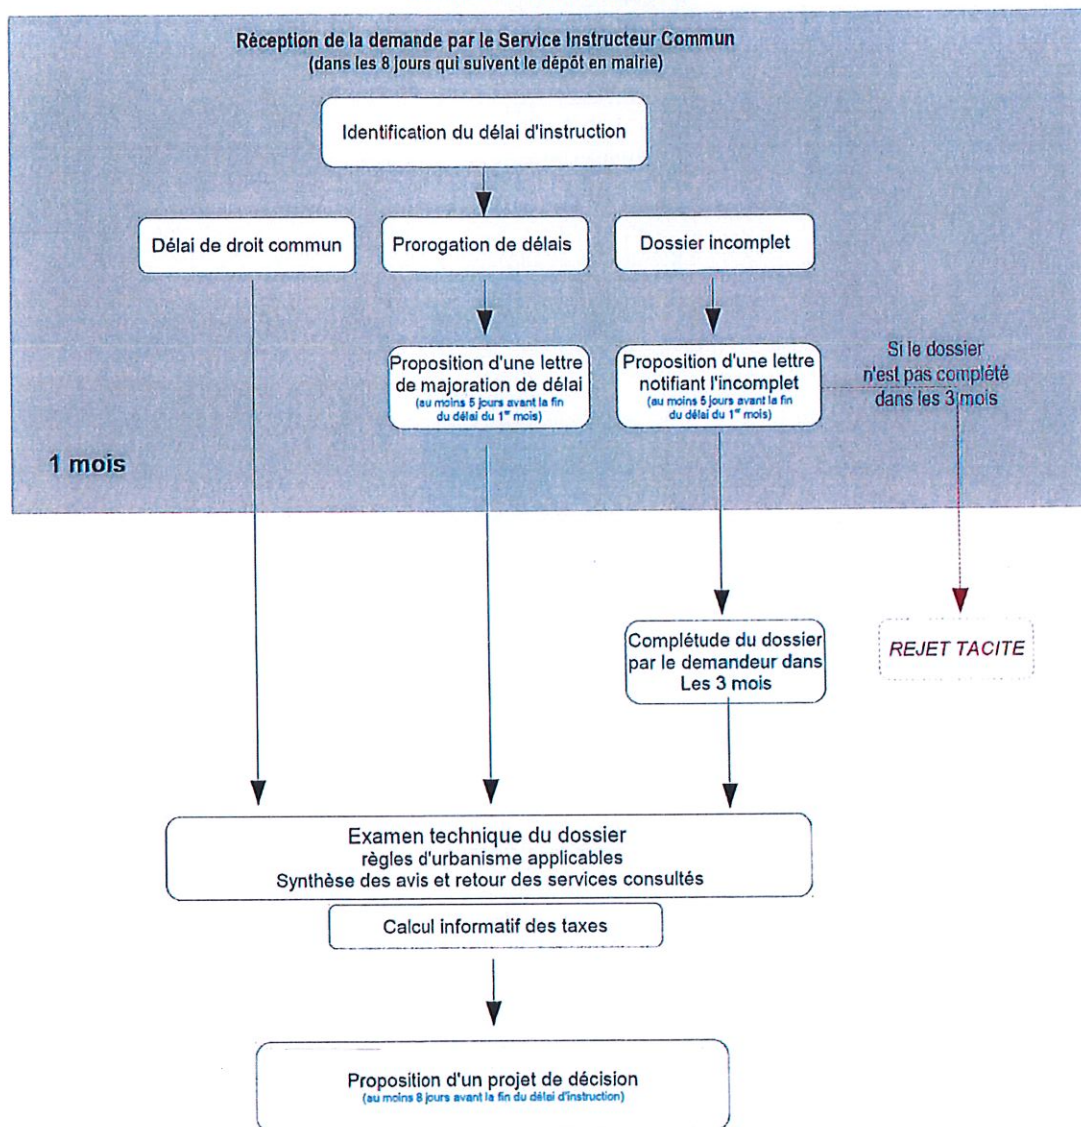 Réception de la demande par le Service Instructeur Commun
(dans les 8 jours qui suivent le dépôt en mairie)
Identification du délai d'instruction
Délai de droit commun
Prorogation de délais
Dossier incomplet
Proposition d'une lettre
de majoration de délai
(au moins 5 jours avant la fin
du délai du 1er mois)
Proposition d'une lettre
notifiant l'incomplet
(au moins 5 jours avant la fin
du délai du 1er mois)
Si le dossier
n'est pas complété
dans les 3 mois
1 mois
Complétude du dossier
par le demandeur dans
Les 3 mois
REJET TACITE
Examen technique du dossier
règles d'urbanisme applicables
Synthèse des avis et retour des services consultés
Calcul informatif des taxes
Proposition d'un projet de décision
(au moins 8 jours avant la fin du délai d'instruction)